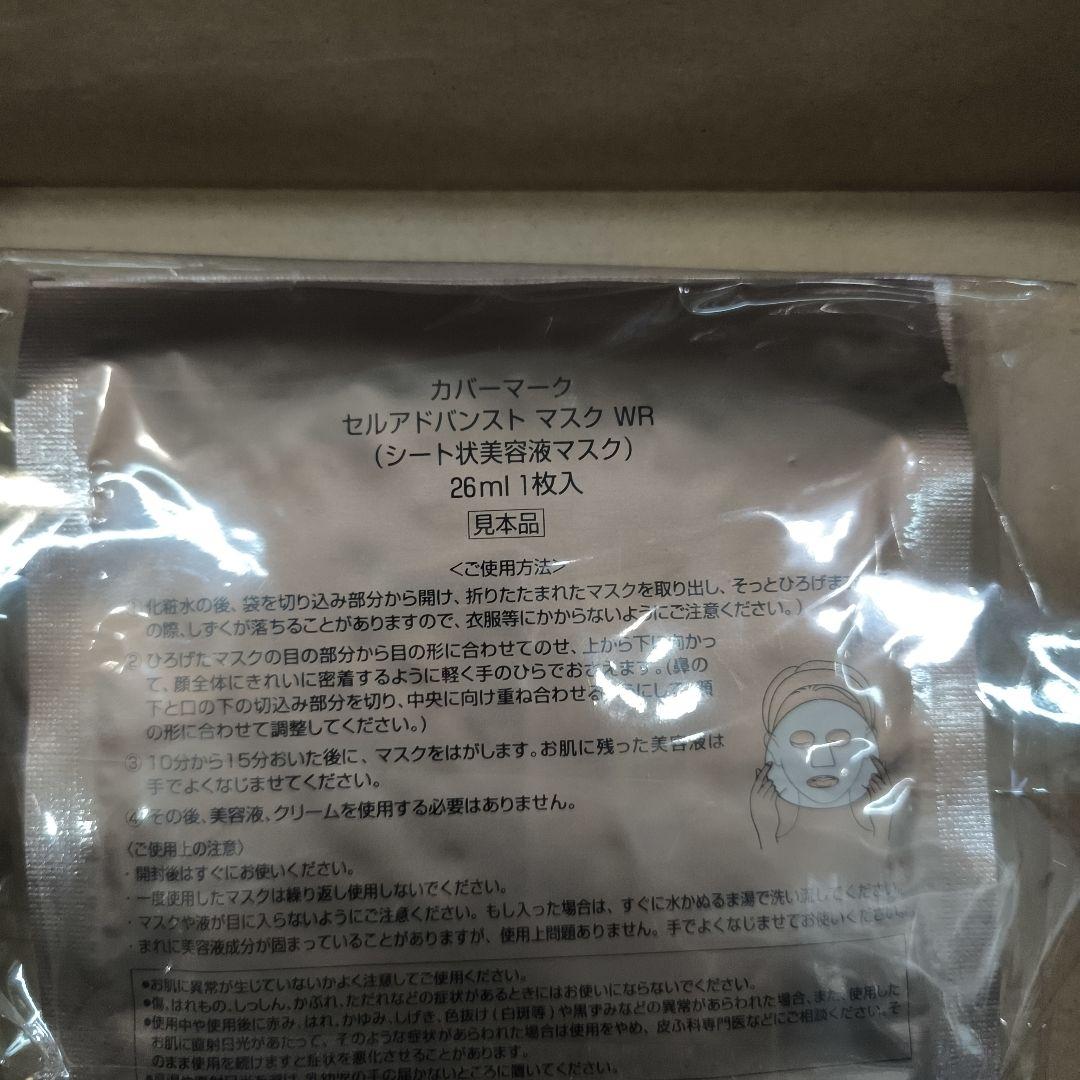 カバーマーク
セルアドバンスト マスク WR
(シート状美容液マスク)
26ml 1枚入
見本品
<ご使用方法>
化粧水の後、袋を切り込み部分から開け、折りたたまれたマスクを取り出し、そっとひろげま
の際、しずくが落ちることがありますので、衣服等にかからないようにご注意ください。)
② ひろげたマスクの目の部分から目の形に合わせてのせ、上から下に向かっ
て、顔全体にきれいに密着するように軽く手のひらでおさえます。(鼻の
下と口の下の切込み部分を切り、中央に向け重ね合わせる
の形に合わせて調整してください。)
③ 10分から15分おいた後に、マスクをはがします。お肌に残った美容液は
手でよくなじませてください。
④ その後、美容液、クリームを使用する必要はありません。
〈ご使用上の注意〉
・開封後はすぐにお使いください。
・一度使用したマスクは繰り返し使用しないでください。
・マスクや液が目に入らないようにご注意ください。もし入った場合は、すぐに水かぬるま湯で洗い流してください。
・まれに美容液成分が固まっていることがありますが、使用上問題ありません。手でよくなじませてお使いください。
●お肌に異常が生じていないかよく注意してご使用ください。
●傷、はれもの、しっしん、かぶれ、ただれなどの症状があるときにはお使いにならないでください。
●使用中や使用後に赤み、はれ、かゆみ、しげき、色抜け(白斑等)や黒ずみなどの異常があらわれた場合、また、使用した
お肌に直射日光があたって、そのような症状があらわれた場合は使用をやめ、皮ふ科専門医などにご相談ください。そ
のまま使用を続けますと症状を悪化させることがあります。
乳幼児の手の届かないところに置いてください。